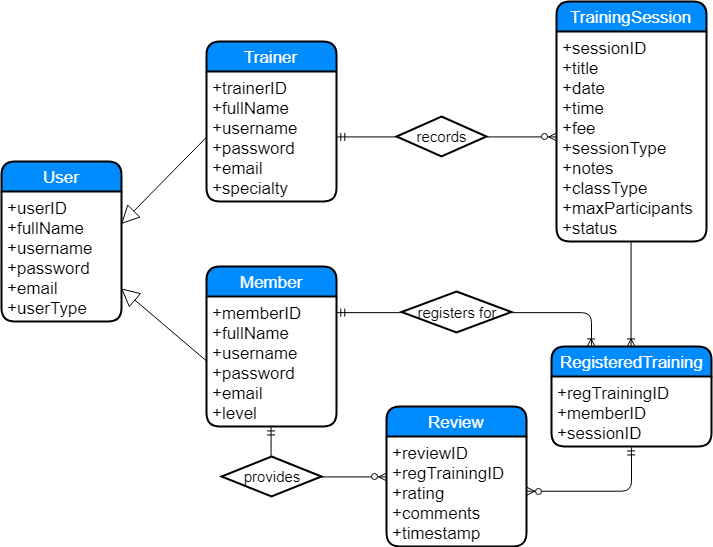 User
+userID
+fullName
+username
+password
+email
+userType
Trainer
+trainerID
+fullName
+username
+password
+email
+specialty
records
TrainingSession
+sessionID
+title
+date
+time
+fee
+sessionType
+notes
+classType
+maxParticipants
+status
Member
+memberID
+fullName
+username
+password
+email
+level
registers for
RegisteredTraining
+regTrainingID
+memberID
+sessionID
provides
Review
+reviewID
+regTrainingID
+rating
+comments
+timestamp